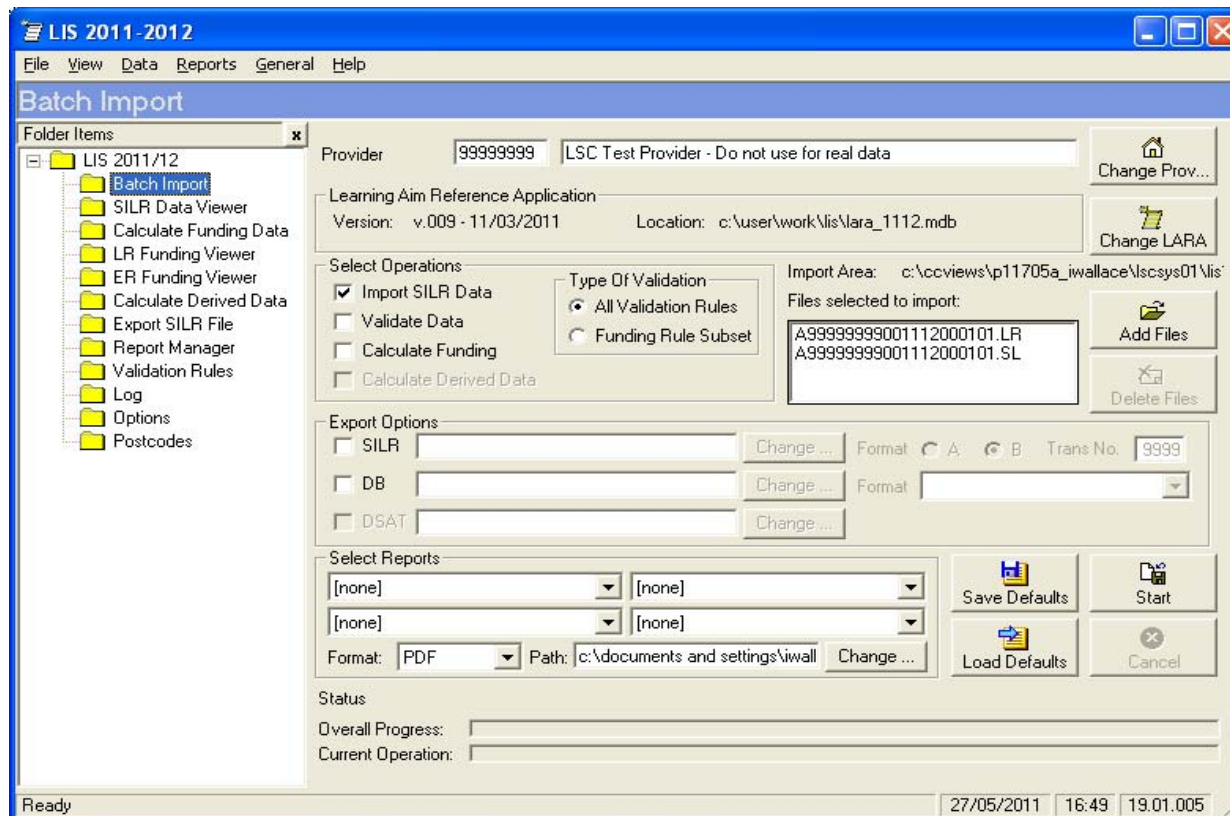 LIS 2011-2012
File View Data Reports General Help
Batch Import
Folder Items x
LIS 2011/12
Batch Import
SILR Data Viewer
Calculate Funding Data
LR Funding Viewer
ER Funding Viewer
Calculate Derived Data
Export SILR File
Report Manager
Validation Rules
Log
Options
Postcodes
Provider 99999999 LSC Test Provider - Do not use for real data
Change Prov...
Learning Aim Reference Application
Version: v.009 - 11/03/2011 Location: c:\user\work\lis\lara_1112.mdb
Change LARA
Select Operations
Import SILR Data
Validate Data
Calculate Funding
Calculate Derived Data
Type Of Validation
All Validation Rules
Funding Rule Subset
Import Area: c:\ccviews\p11705a_iwallace\lscsys01\lis
Files selected to import:
A99999999001112000101.LR
A99999999001112000101.SL
Add Files
Delete Files
Export Options
SILR Change ... Format A B Trans No. 9999
DB Change ... Format
DSAT Change ...
Select Reports
[none] [none]
[none] [none]
Format: PDF Path: c:\documents and settings\iwall Change ...
Save Defaults
Start
Load Defaults
Cancel
Status
Overall Progress:
Current Operation:
Ready 27/05/2011 16:49 19.01.005